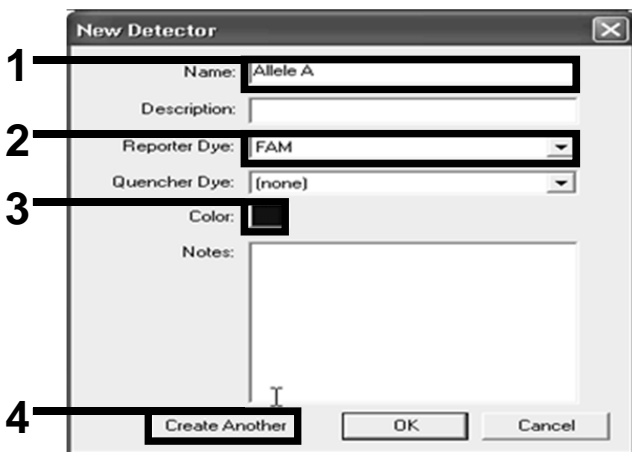 New Detector
1 Name: Allele A
Description:
2 Reporter Dye: FAM
Quencher Dye: (none)
3 Color:
Notes:
4 Create Another OK Cancel